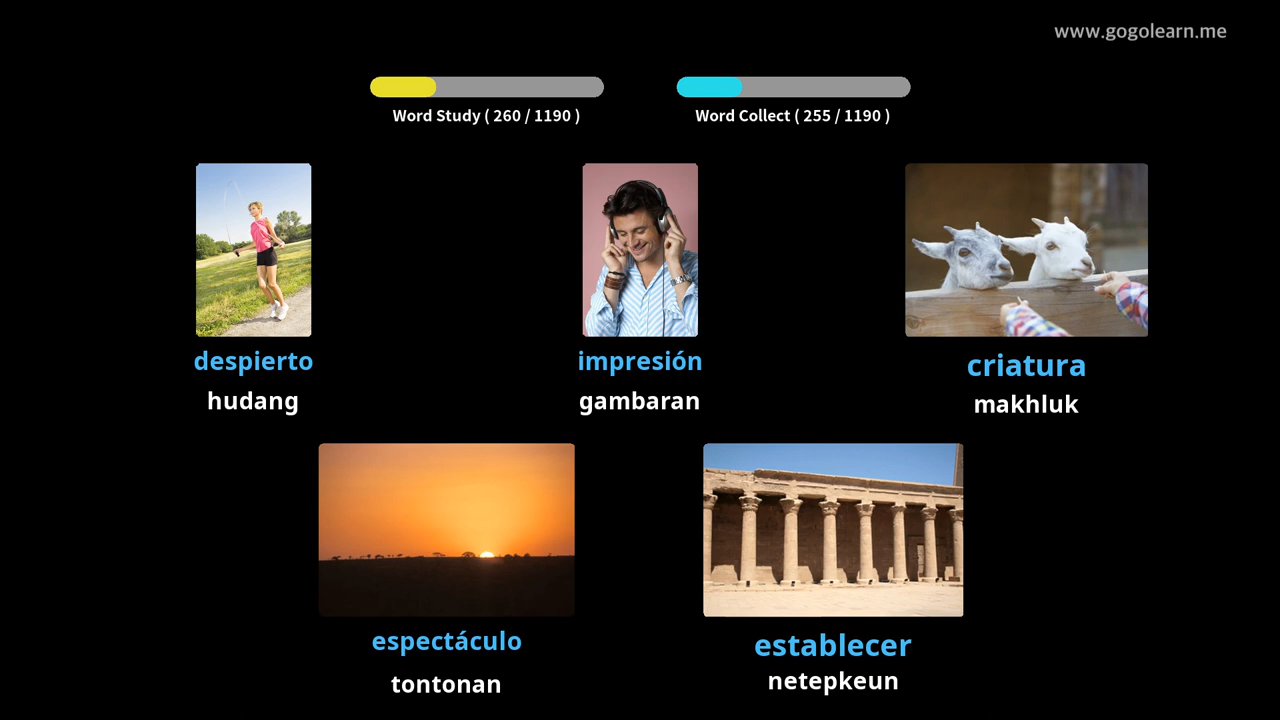 www.gogolearn.me
Word Study ( 260 / 1190 )
Word Collect ( 255 / 1190 )
despierto
hudang
impresión
gambaran
criatura
makhluk
espectáculo
tontonan
establecer
netepkeun